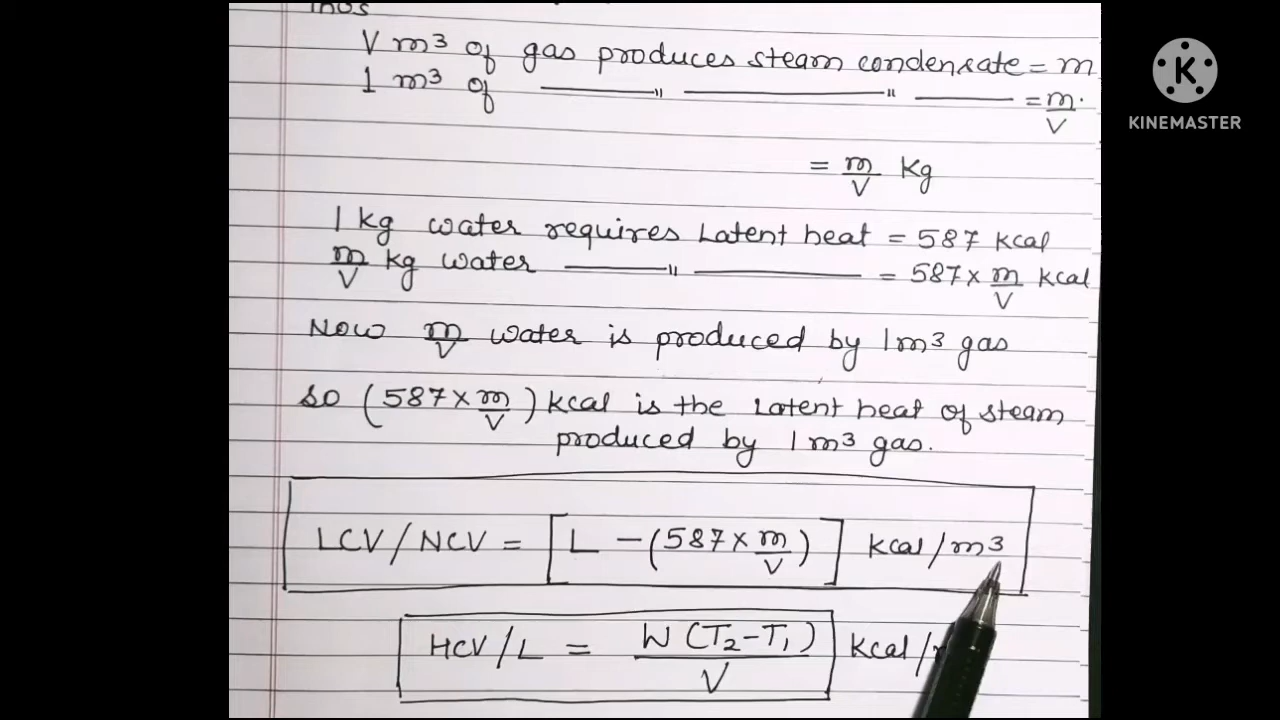 Thus
V m³ of gas produces steam condensate = m
1 m³ of ——〃 ——〃 —— = m/V
= m/V Kg
1 kg water requires Latent heat = 587 kcal
m/V kg water ——〃 —— = 587 × m/V kcal
Now m/V water is produced by 1m³ gas
so (587 × m/V) kcal is the Latent heat of steam
produced by 1 m³ gas.
LCV/NCV = [L − (587 × m/V)] kcal/m³
HCV/L = W(T₂−T₁)/V kcal/
K
KINEMASTER